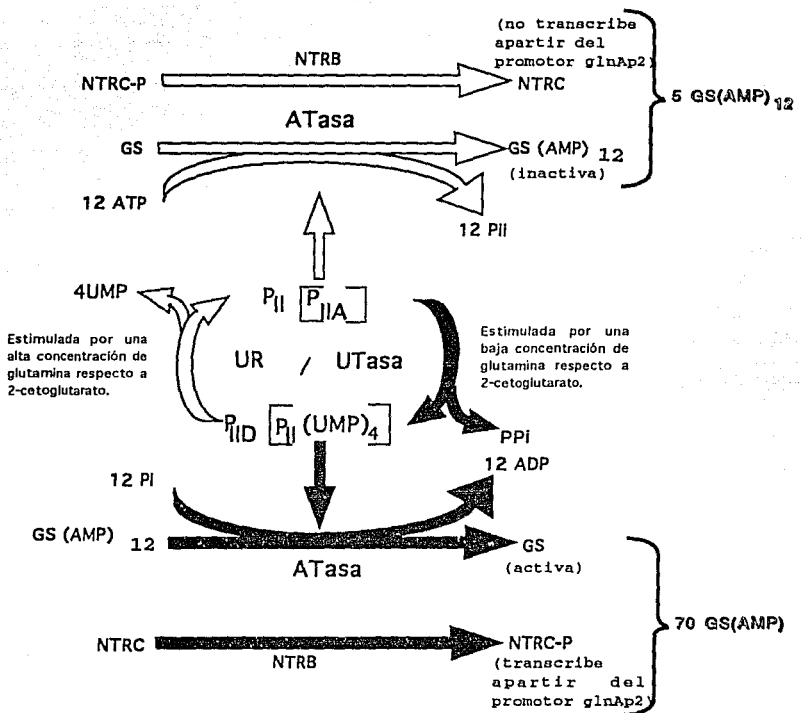 (no transcribe
apartir del
promotor glnAp2)
NTRB
NTRC-P
NTRC
5 GS(AMP)12
ATasa
GS
GS (AMP) 12
(inactiva)
12 ATP
12 PII
4UMP
PII [PIIA]
Estimulada por una
alta concentración de
glutamina respecto a
2-cetoglutarato.
UR / UTasa
Estimulada por una
baja concentración de
glutamina respecto a
2-cetoglutarato.
PIID [PII (UMP)4]
PPi
12 PI
12 ADP
GS (AMP) 12
GS
(activa)
ATasa
70 GS(AMP)
NTRC
NTRB
NTRC-P
(transcribe
apartir del
promotor glnAp2)